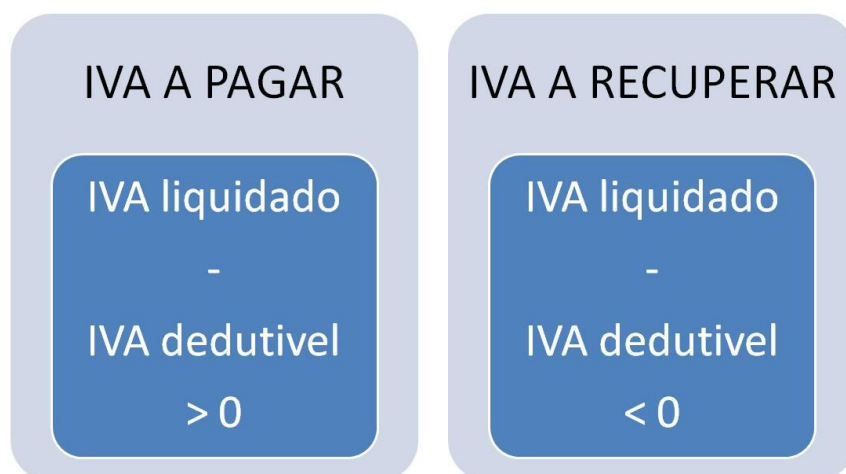 IVA A PAGAR
IVA liquidado
-
IVA dedutivel
> 0
IVA A RECUPERAR
IVA liquidado
-
IVA dedutivel
< 0